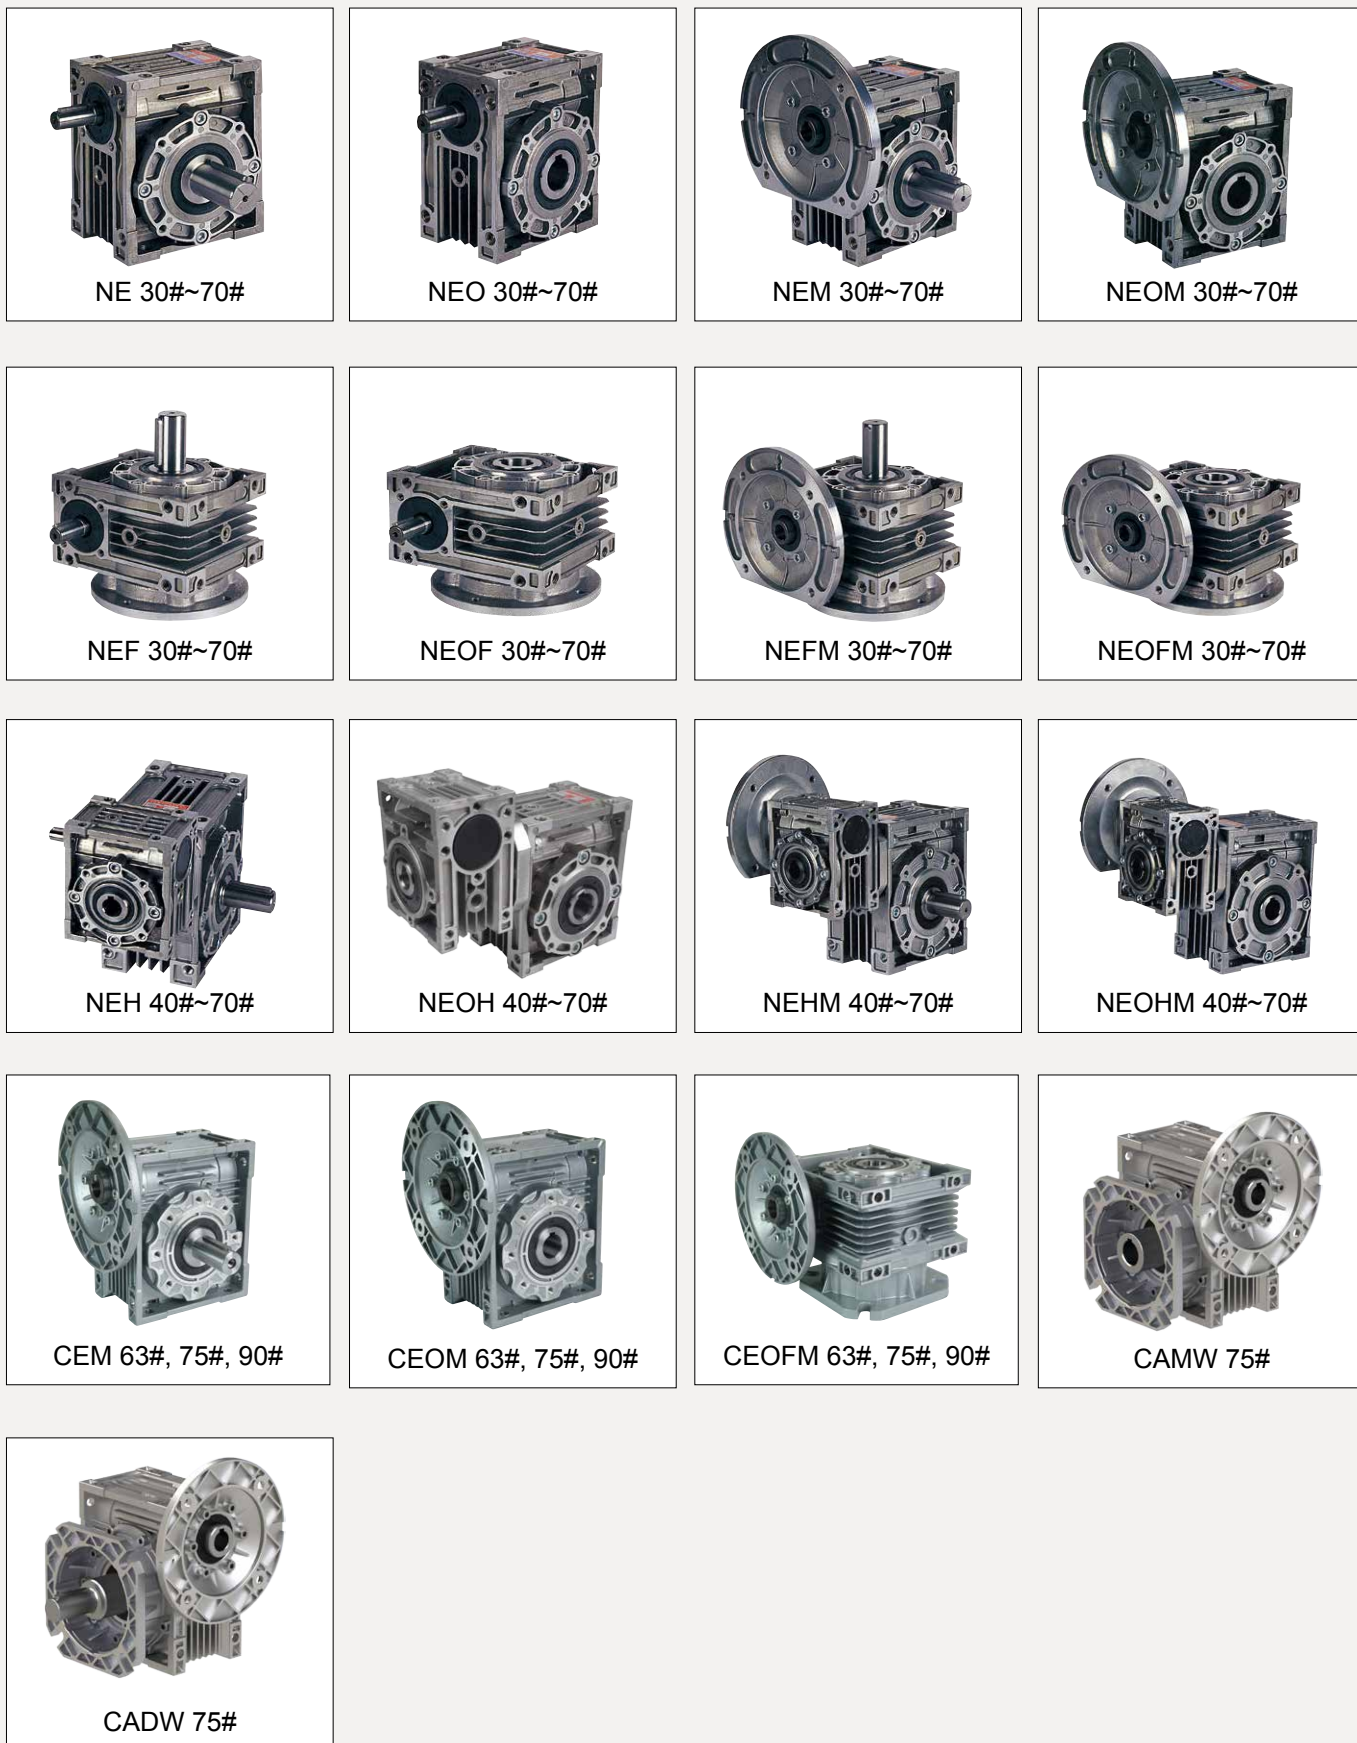 NE 30#~70#
NEO 30#~70#
NEM 30#~70#
NEOM 30#~70#
NEF 30#~70#
NEOF 30#~70#
NEFM 30#~70#
NEOFM 30#~70#
NEH 40#~70#
NEOH 40#~70#
NEHM 40#~70#
NEOHM 40#~70#
CEM 63#, 75#, 90#
CEOM 63#, 75#, 90#
CEOFM 63#, 75#, 90#
CAMW 75#
CADW 75#